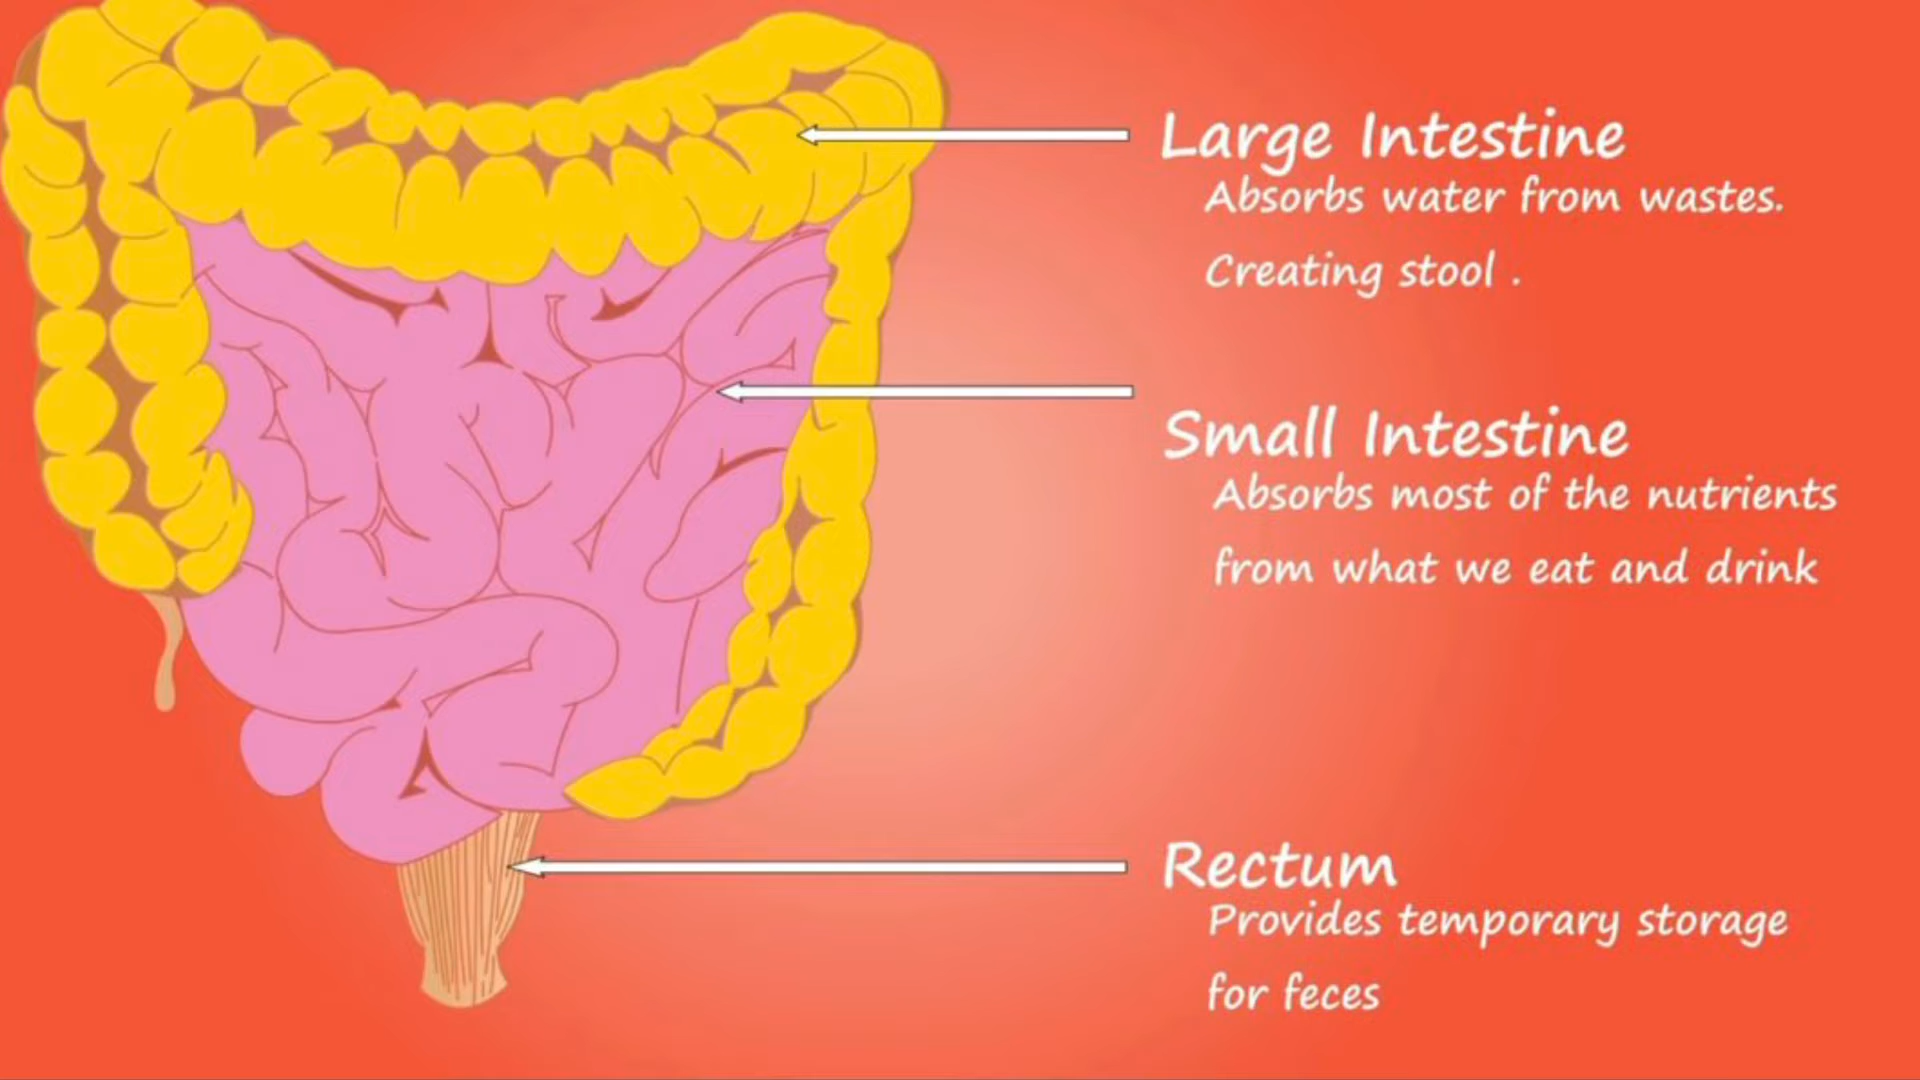 Large Intestine
Absorbs water from wastes.
Creating stool .
Small Intestine
Absorbs most of the nutrients
from what we eat and drink
Rectum
Provides temporary storage
for feces